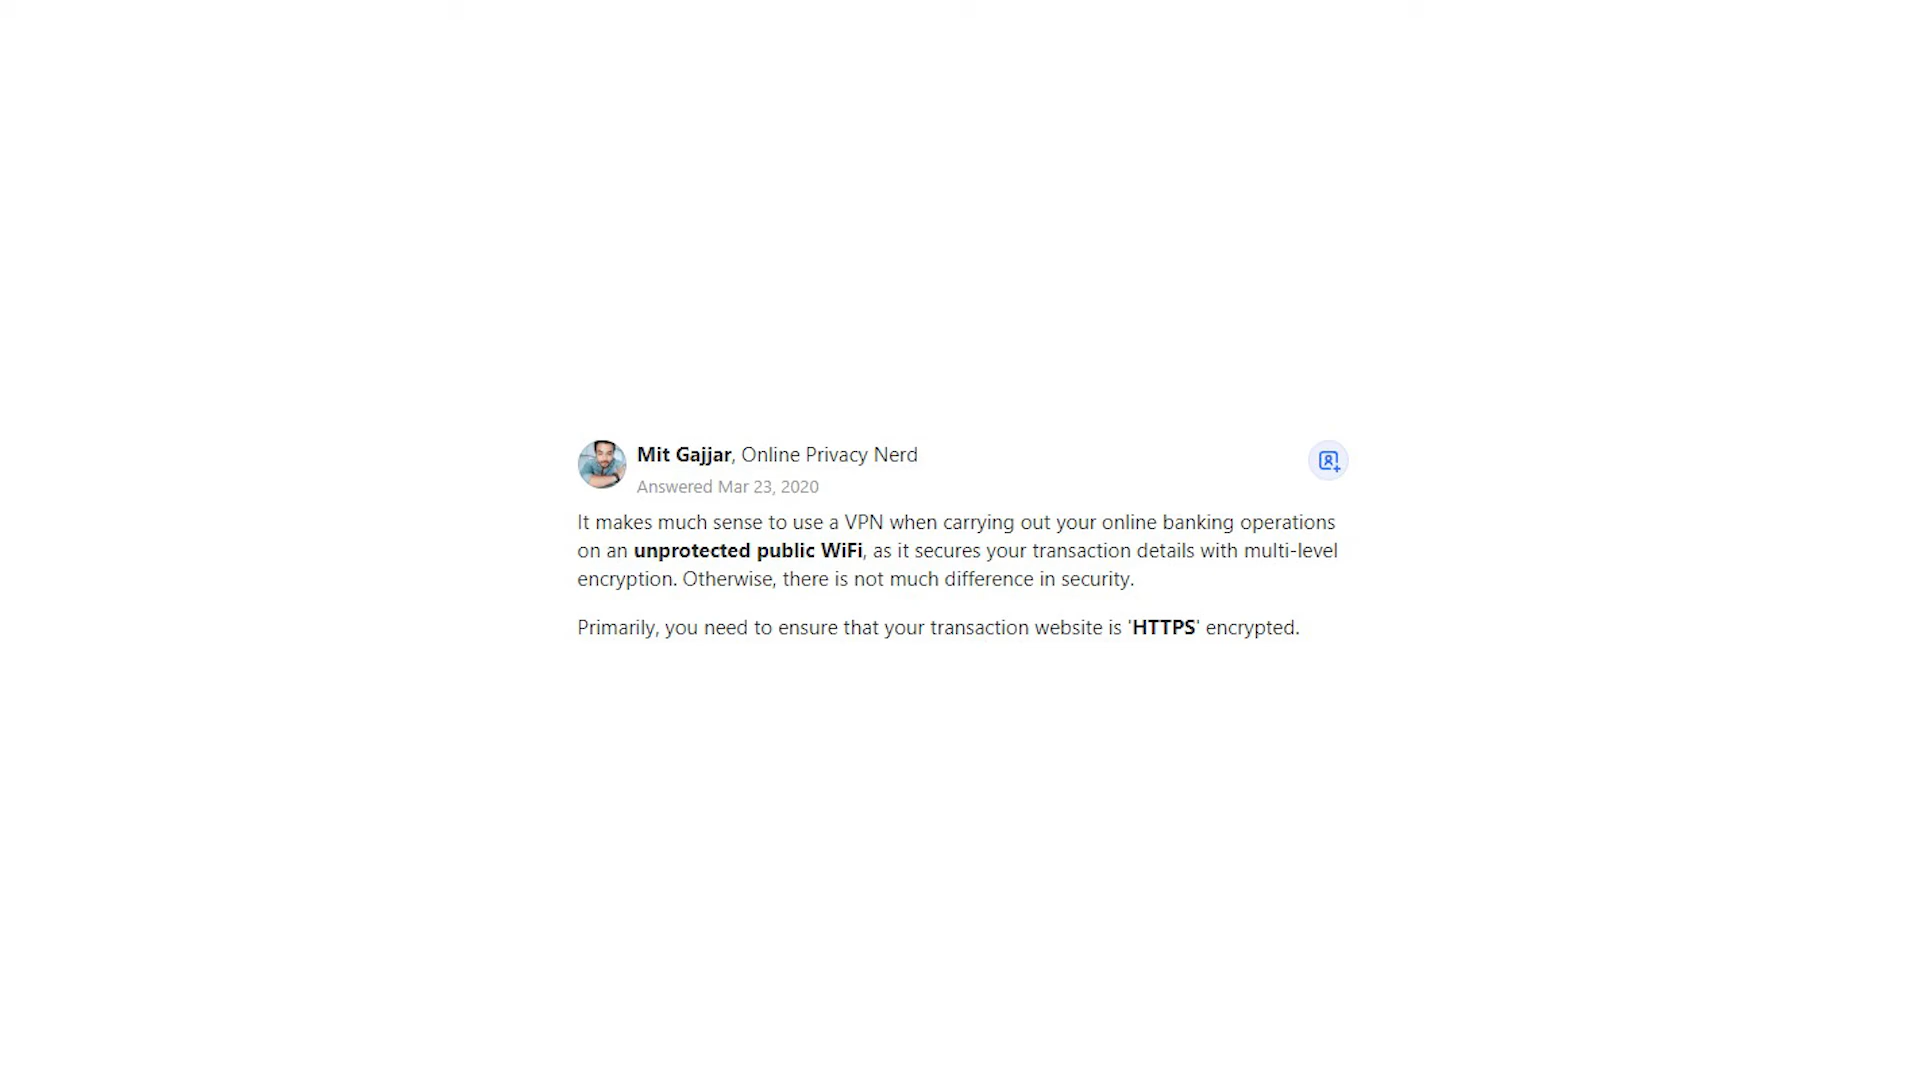 Mit Gajjar, Online Privacy Nerd
Answered Mar 23, 2020
It makes much sense to use a VPN when carrying out your online banking operations
on an unprotected public WiFi, as it secures your transaction details with multi-level
encryption. Otherwise, there is not much difference in security.
Primarily, you need to ensure that your transaction website is 'HTTPS' encrypted.